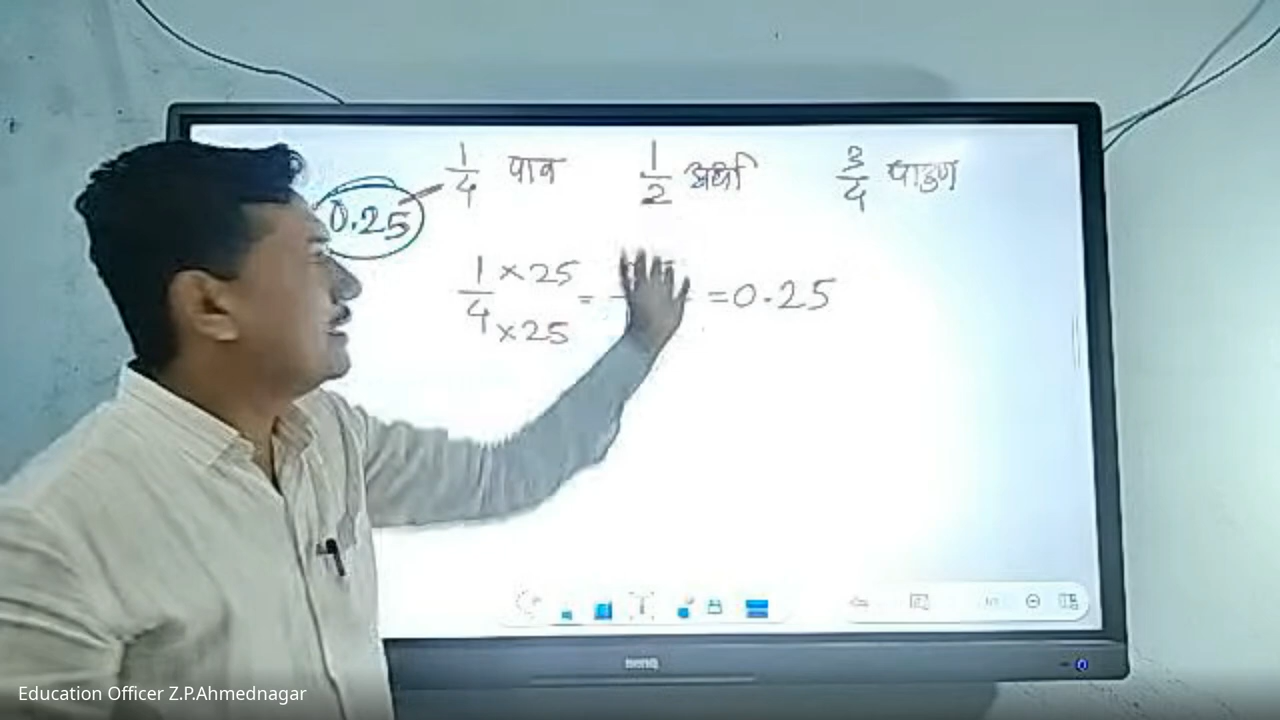 1/4 पाव 1/2 अर्धा 3/4 पाऊण
0.25
1 × 25 / 4 × 25 = = 0.25
BenQ
Education Officer Z.P.Ahmednagar